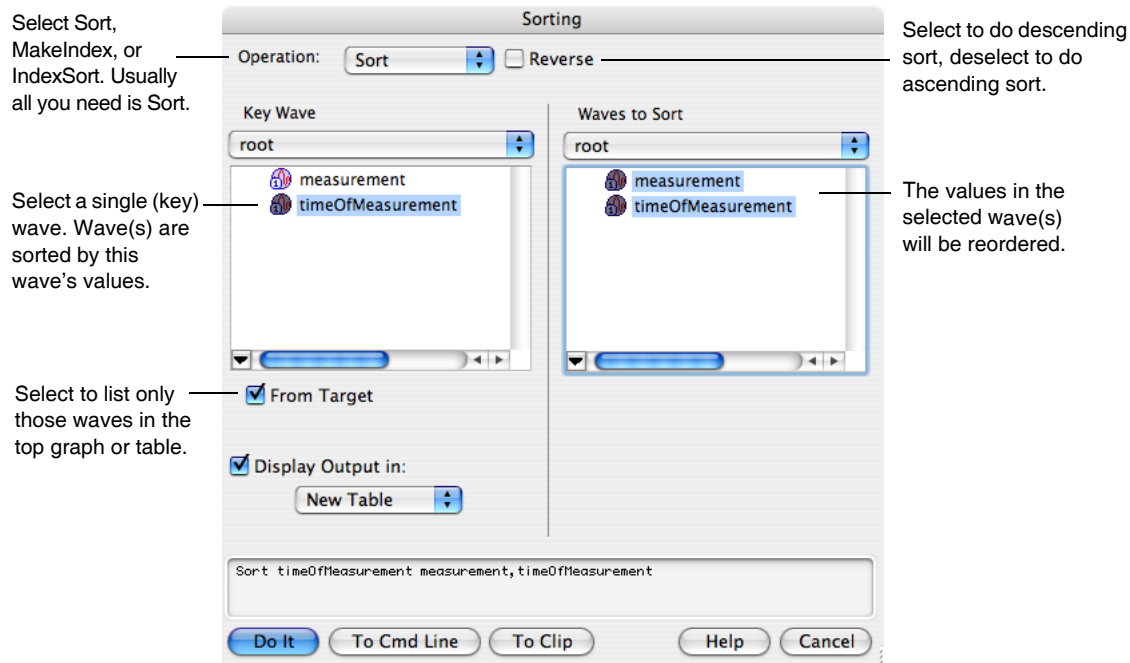 Sorting
Select Sort,
MakeIndex, or
IndexSort. Usually
all you need is Sort.
Operation:
Sort
Reverse
Select to do descending
sort, deselect to do
ascending sort.
Key Wave
root
measurement
timeOfMeasurement
Select a single (key)
wave. Wave(s) are
sorted by this
wave's values.
Waves to Sort
root
measurement
timeOfMeasurement
The values in the
selected wave(s)
will be reordered.
Select to list only
those waves in the
top graph or table.
From Target
Display Output in:
New Table
Sort timeOfMeasurement measurement,timeOfMeasurement
Do It
To Cmd Line
To Clip
Help
Cancel